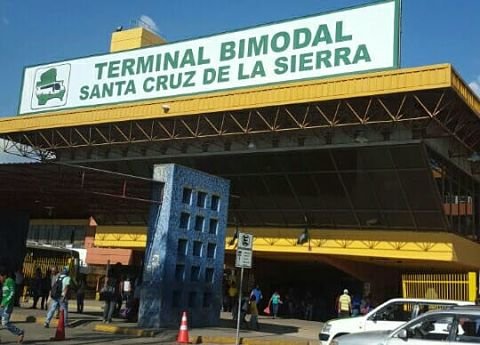 TERMINAL BIMODAL
SANTA CRUZ DE LA SIERRA